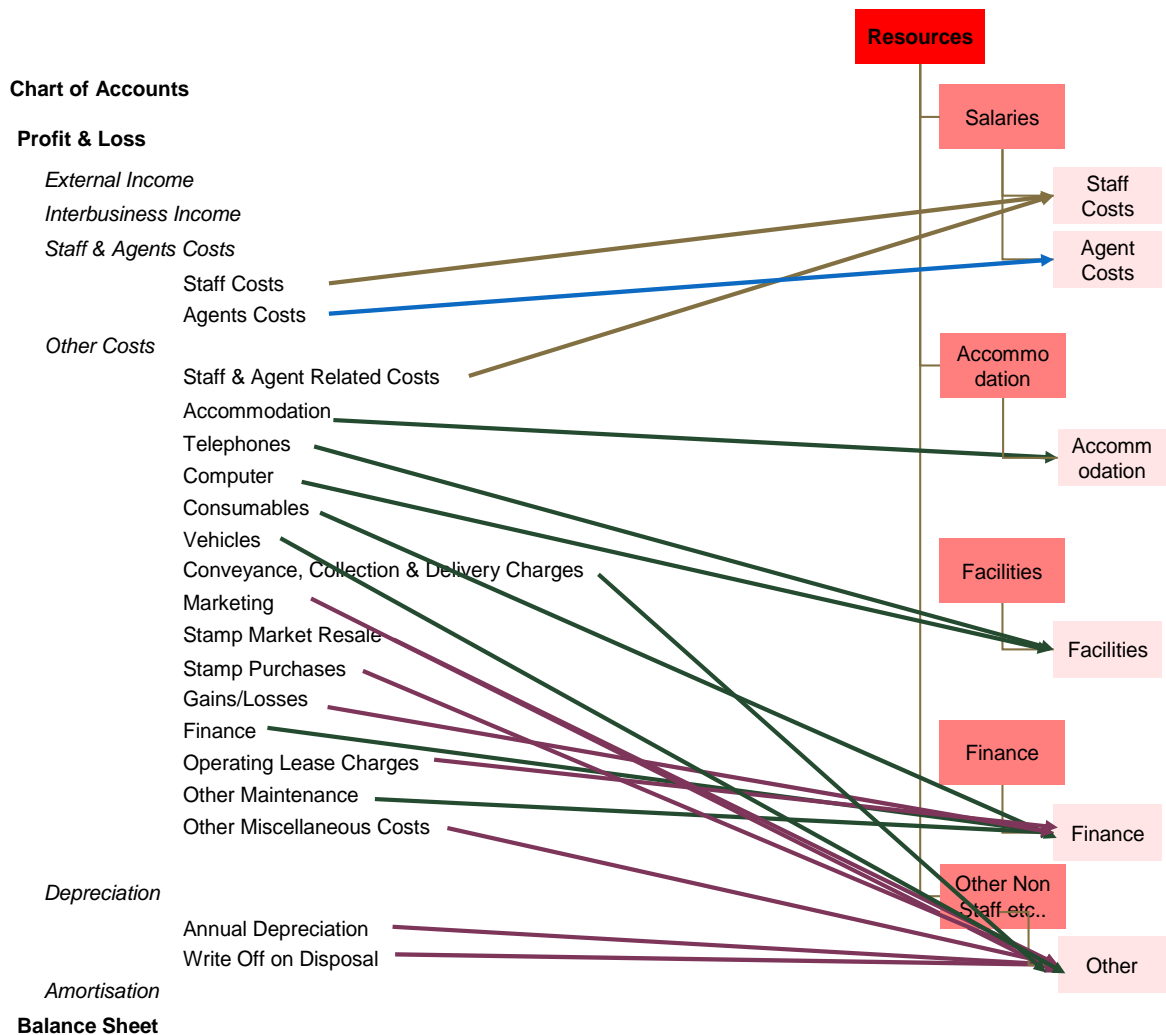 Resources
Chart of Accounts
Salaries
Profit & Loss
External Income
Staff
Costs
Interbusiness Income
Staff & Agents Costs
Agent
Costs
Staff Costs
Agents Costs
Other Costs
Accommo
dation
Staff & Agent Related Costs
Accommodation
Telephones
Accomm
odation
Computer
Consumables
Vehicles
Conveyance, Collection & Delivery Charges
Facilities
Marketing
Stamp Market Resale
Facilities
Stamp Purchases
Gains/Losses
Finance
Finance
Operating Lease Charges
Other Maintenance
Other Miscellaneous Costs
Finance
Depreciation
Other Non
Staff etc..
Annual Depreciation
Write Off on Disposal
Other
Amortisation
Balance Sheet